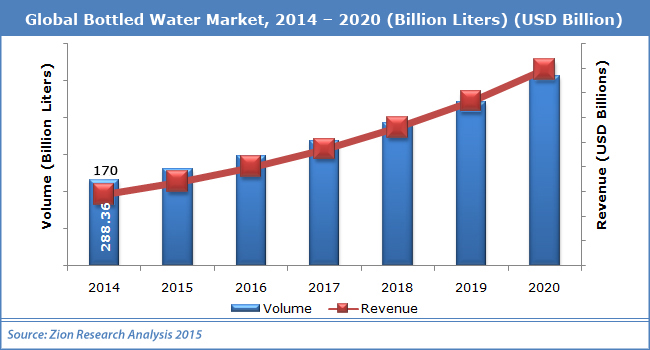 Global Bottled Water Market, 2014 – 2020 (Billion Liters) (USD Billion)
Volume (Billion Liters)
170
288.36
Revenue (USD Billions)
2014 2015 2016 2017 2018 2019 2020
Volume Revenue
Source: Zion Research Analysis 2015